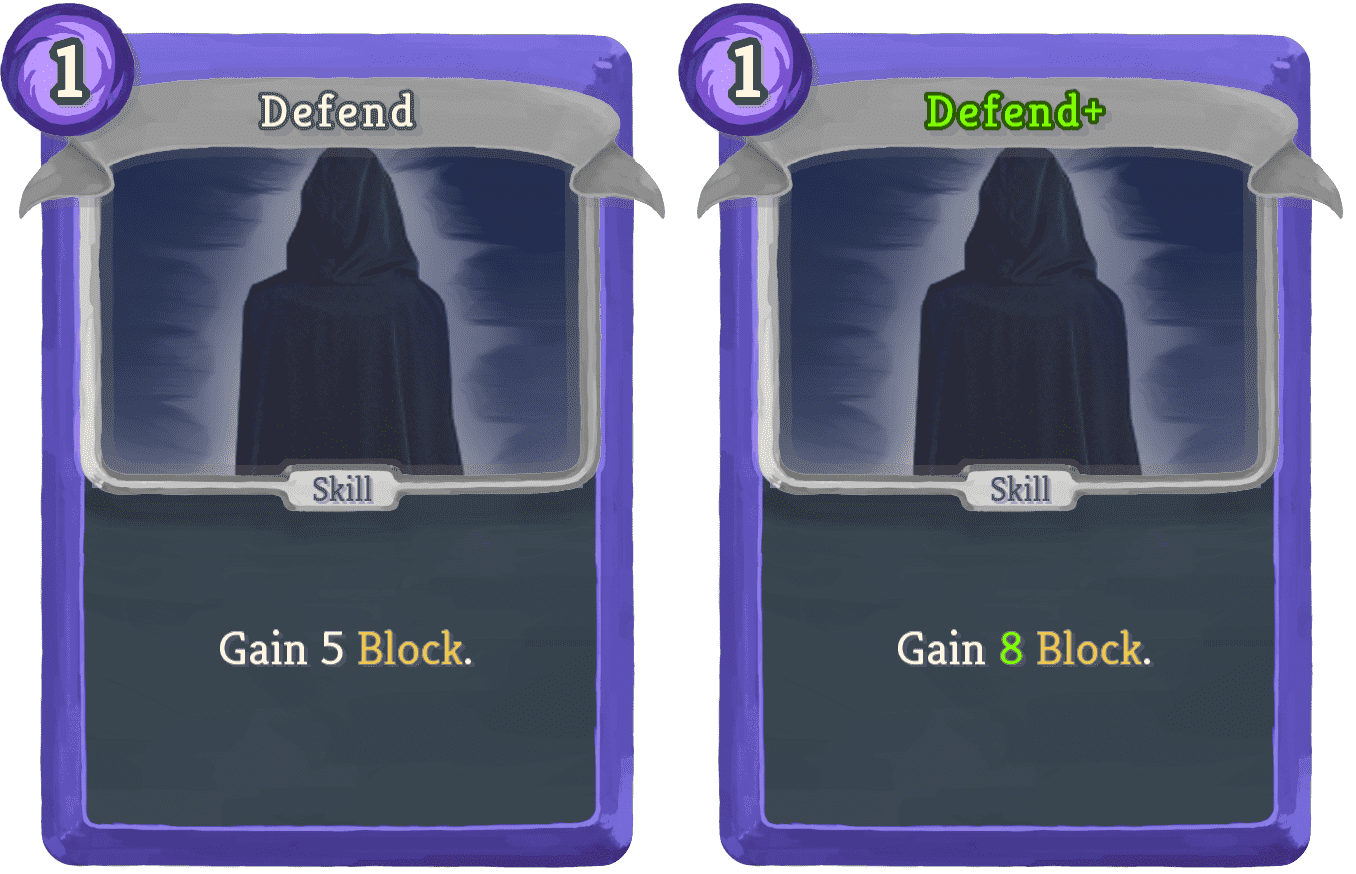 1
Defend
Skill
Gain 5 Block.
1
Defend+
Skill
Gain 8 Block.